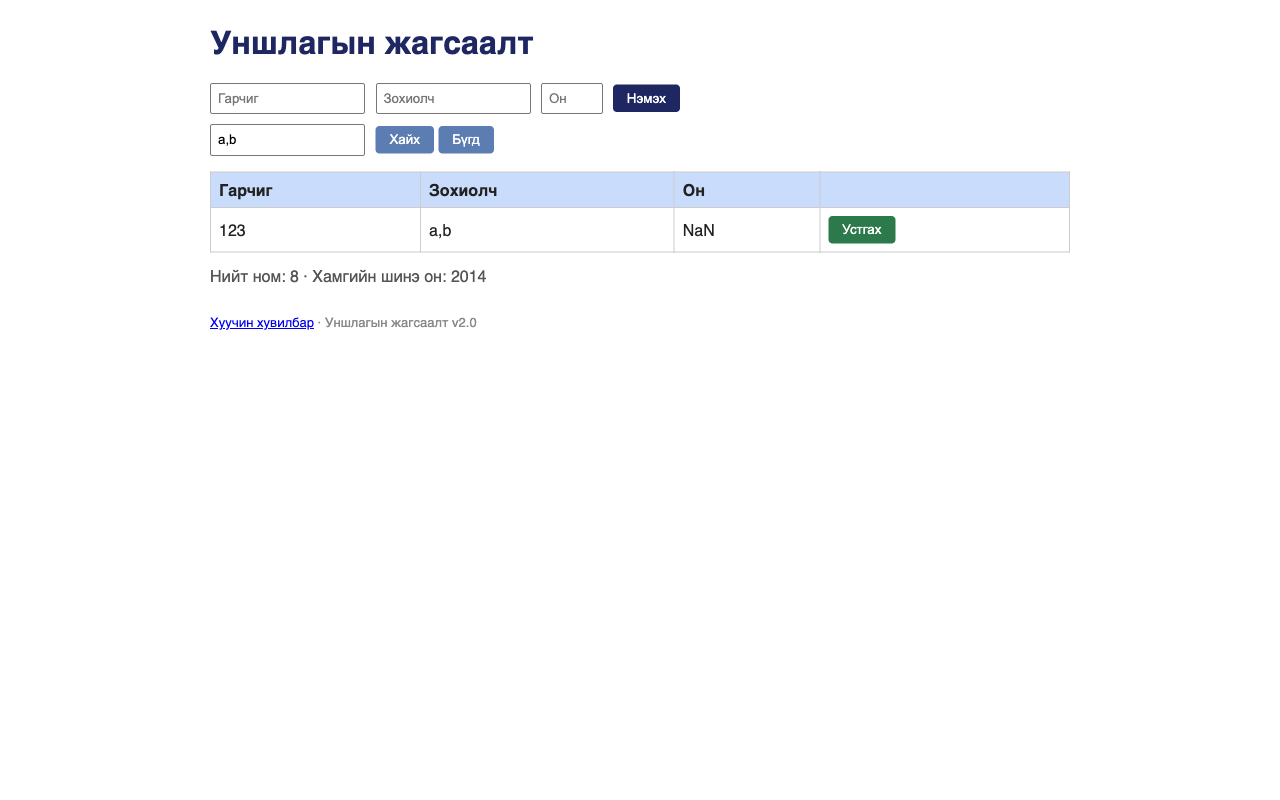 Уншлагын жагсаалт
Гарчиг Зохиолч Он Нэмэх
a,b Хайх Бүгд
Гарчиг Зохиолч Он
123 a,b NaN Устгах
Нийт ном: 8 · Хамгийн шинэ он: 2014
Хуучин хувилбар · Уншлагын жагсаалт v2.0